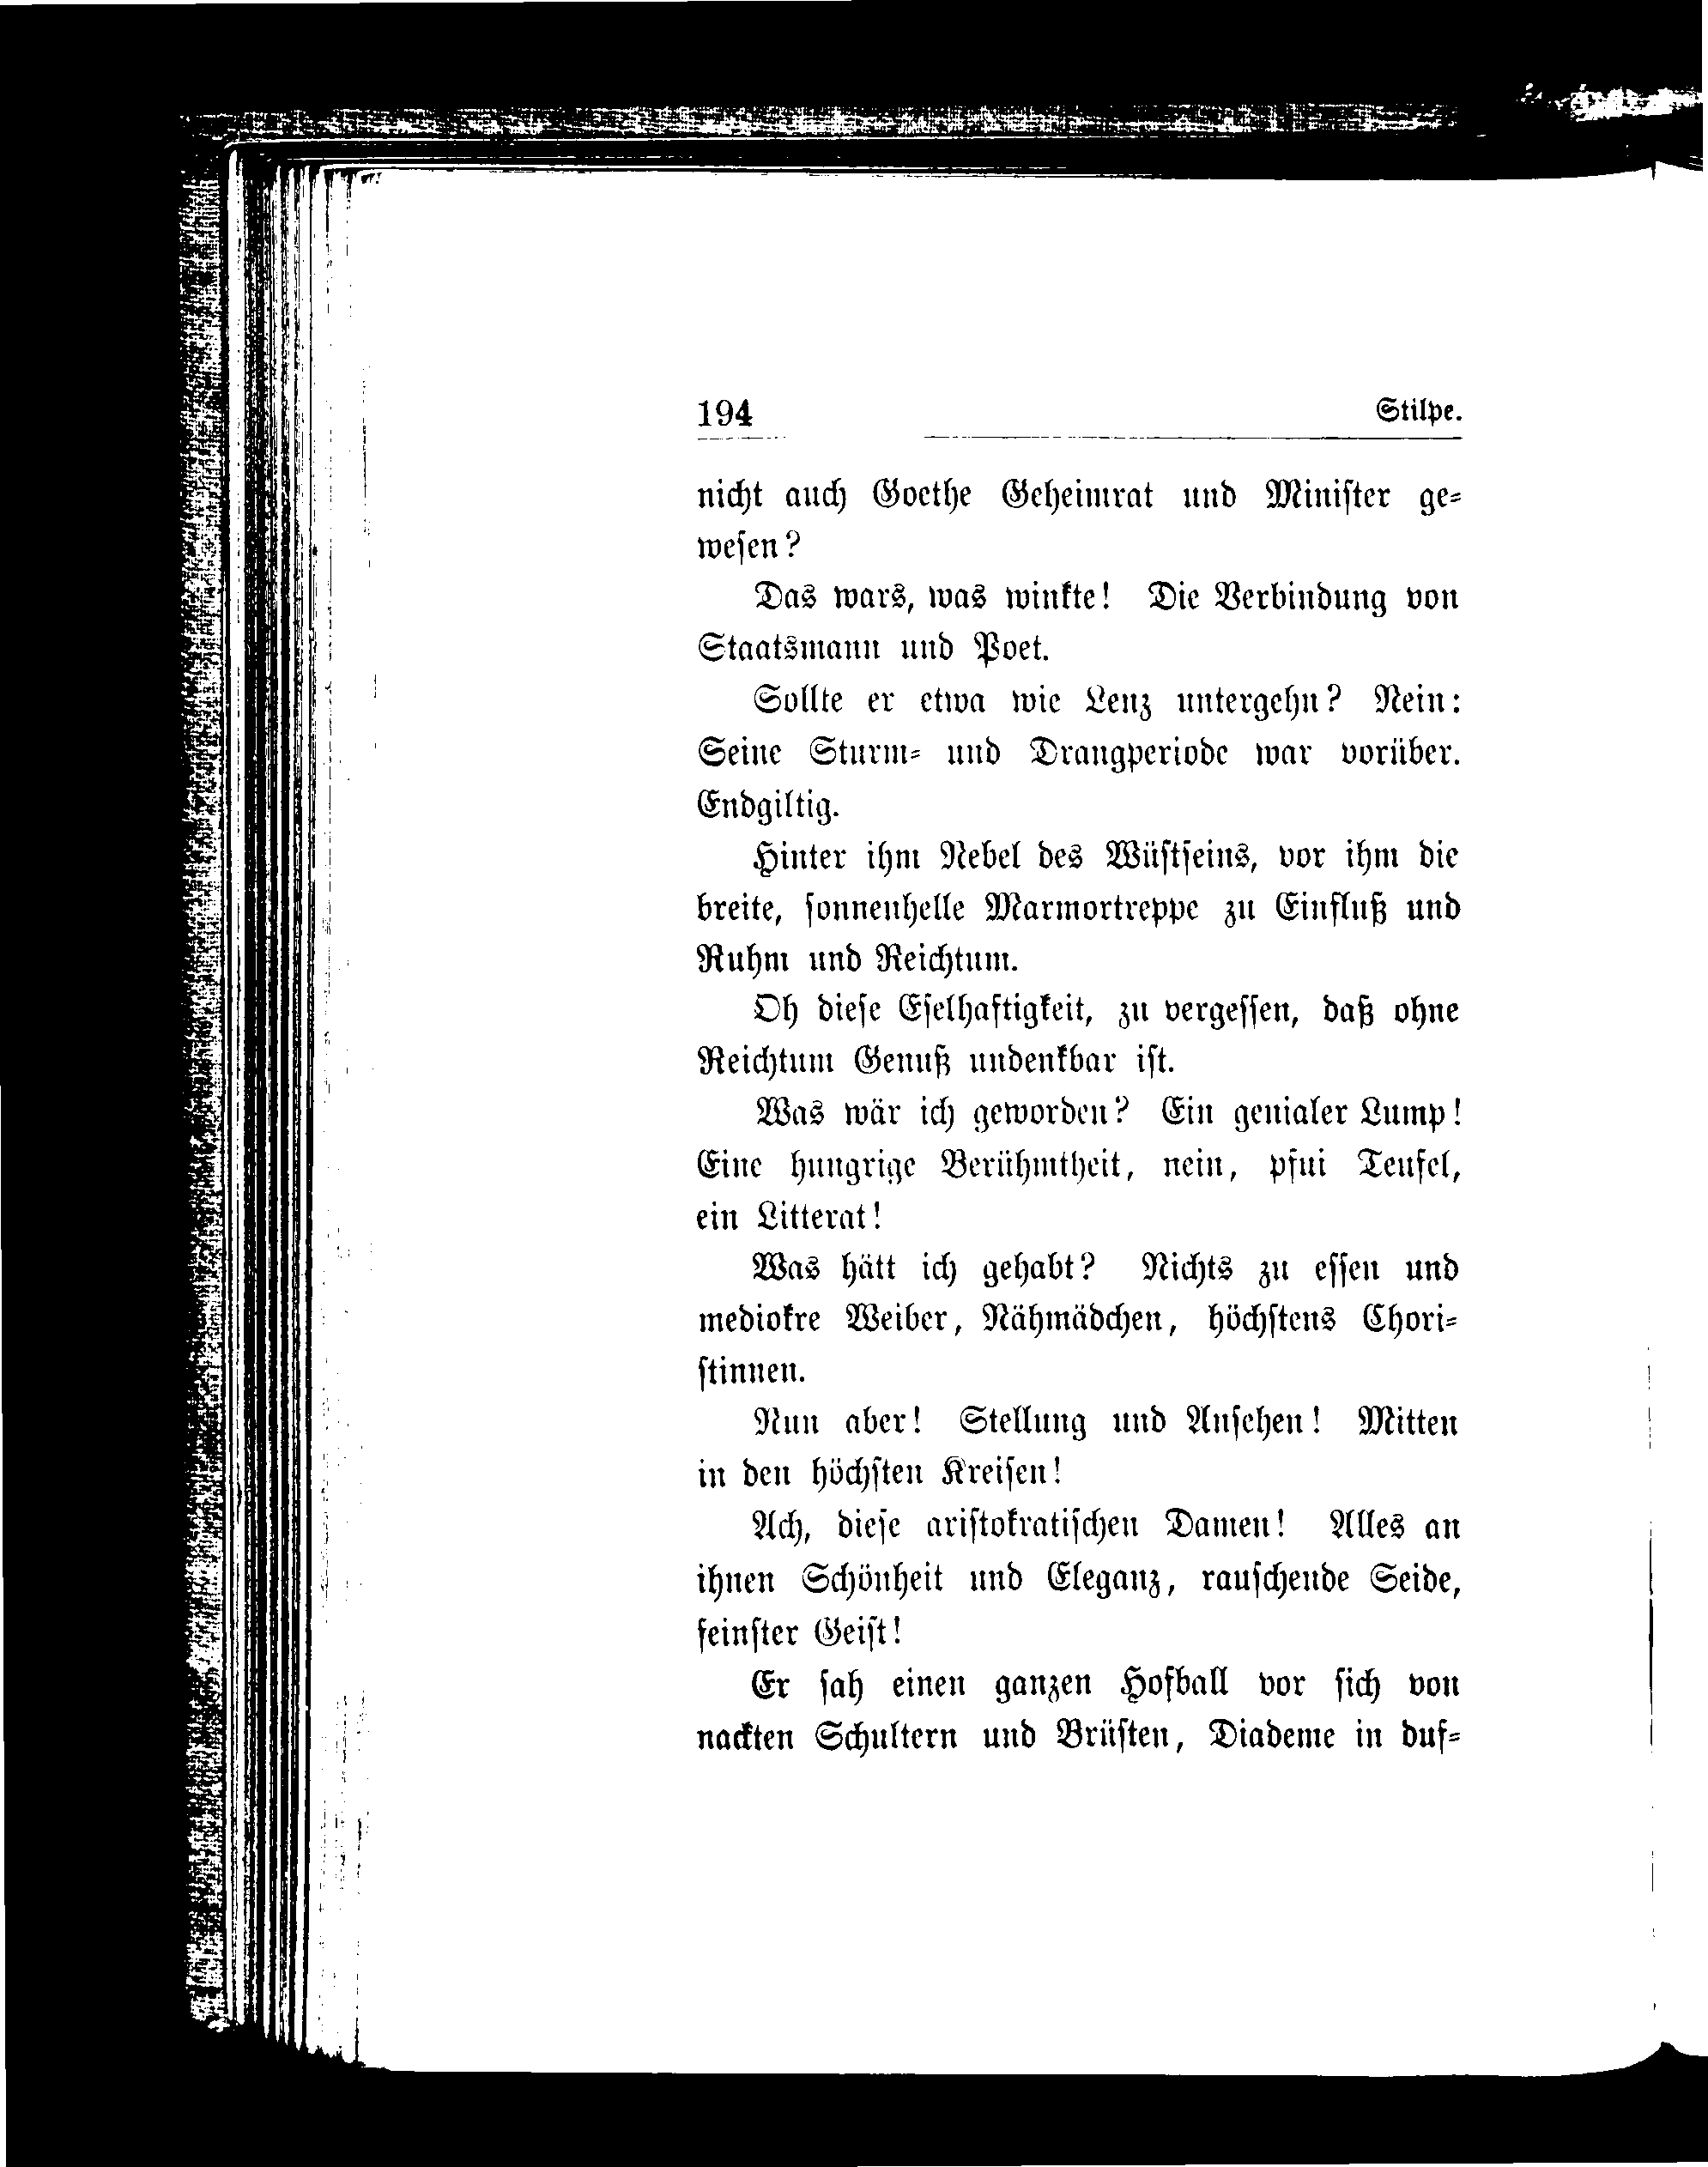 194 Stilpe.
nicht auch Goethe Geheimrat und Miniſter ge⸗
weſen?
Das wars, was winkte! Die Verbindung von
Staatsmann und Poet.
Sollte er etwa wie Lenz untergehn? Nein:
Seine Sturm⸗ und Drangperiode war vorüber.
Endgiltig.
Hinter ihm Nebel des Wüſtſeins, vor ihm die
breite, ſonnenhelle Marmortreppe zu Einfluß und
Ruhm und Reichtum.
Oh dieſe Eſelhaftigkeit, zu vergeſſen, daß ohne
Reichtum Genuß undenkbar iſt.
Was wär ich geworden? Ein genialer Lump!
Eine hungrige Berühmtheit, nein, pfui Teufel,
ein Litterat!
Was hätt ich gehabt? Nichts zu eſſen und
mediokre Weiber, Nähmädchen, höchſtens Chori⸗
ſtinnen.
Nun aber! Stellung und Anſehen! Mitten
in den höchſten Kreiſen!
Ach, dieſe ariſtokratiſchen Damen! Alles an
ihnen Schönheit und Eleganz, rauſchende Seide,
feinſter Geiſt!
Er ſah einen ganzen Hofball vor ſich von
nackten Schultern und Brüſten, Diademe in duf⸗